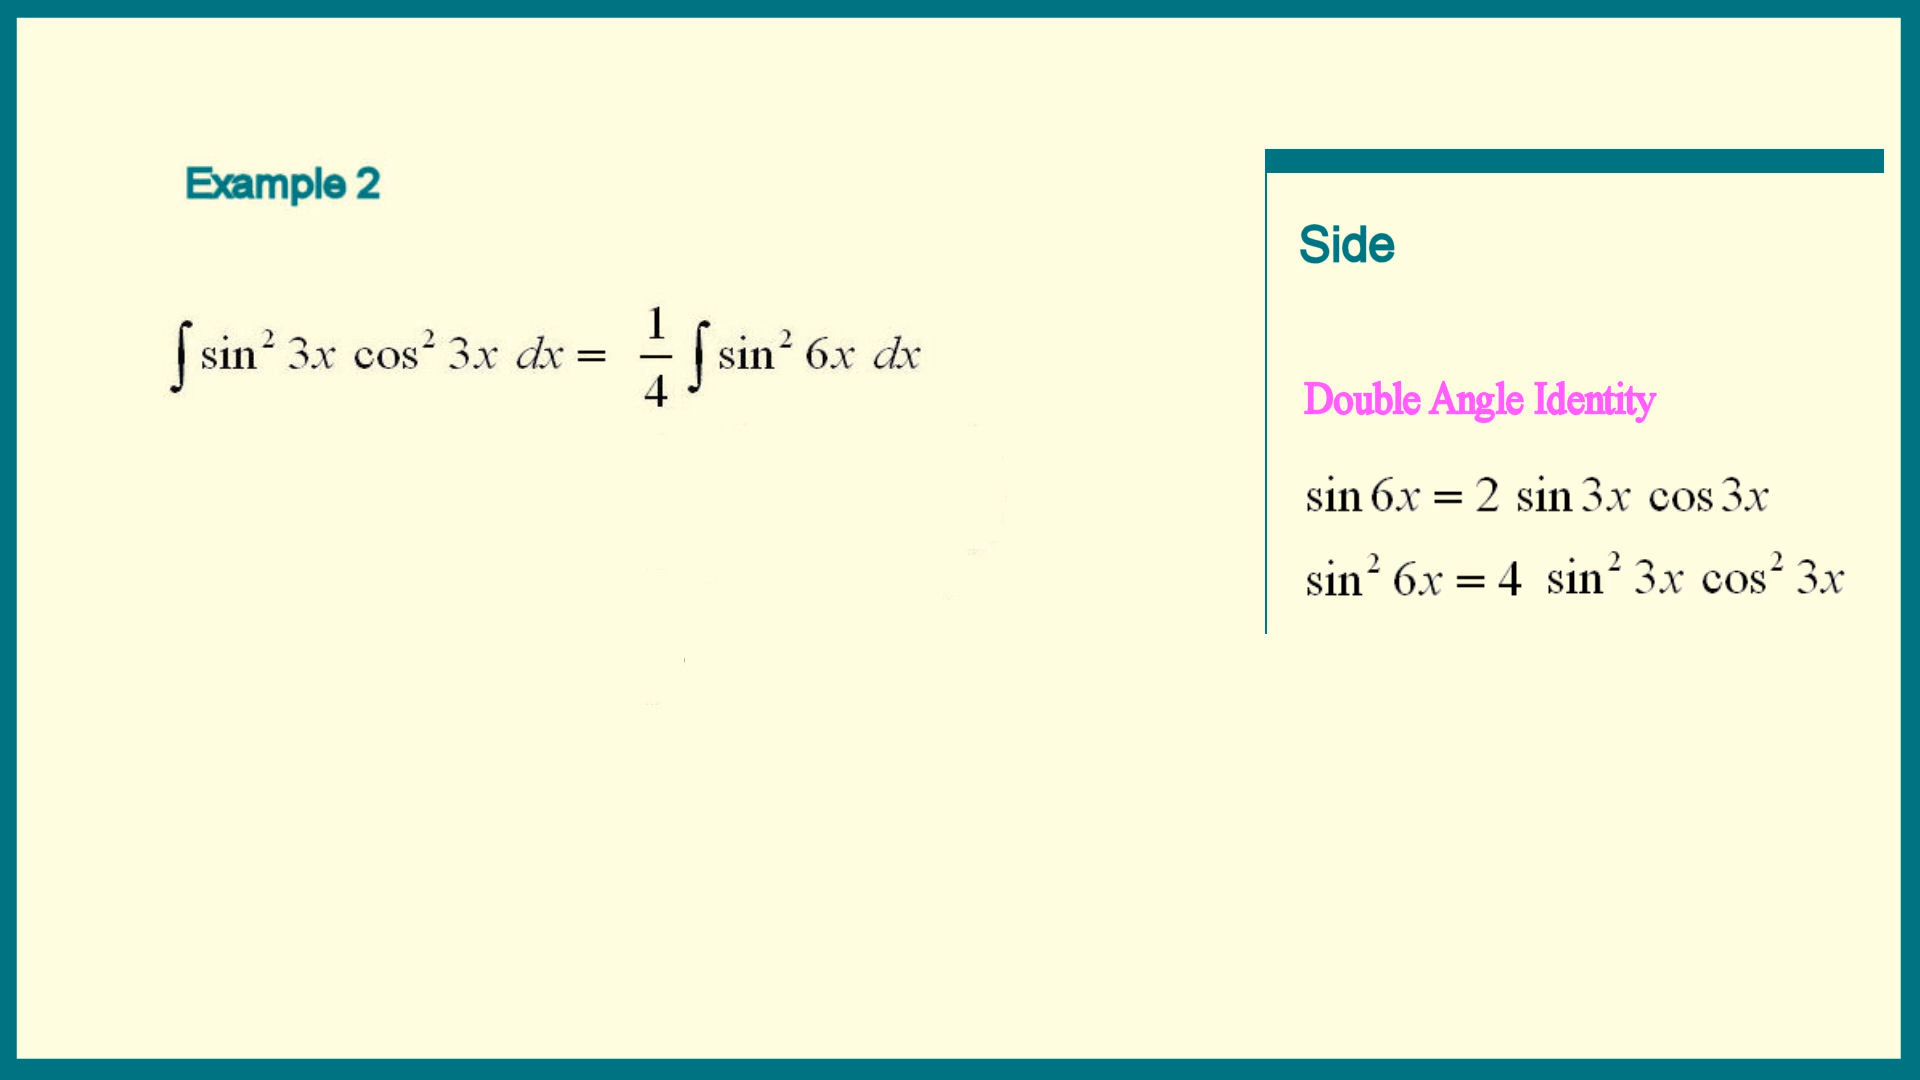 Example 2
∫ sin² 3x cos² 3x dx = 1/4 ∫ sin² 6x dx
Side
Double Angle Identity
sin 6x = 2 sin 3x cos 3x
sin² 6x = 4 sin² 3x cos² 3x